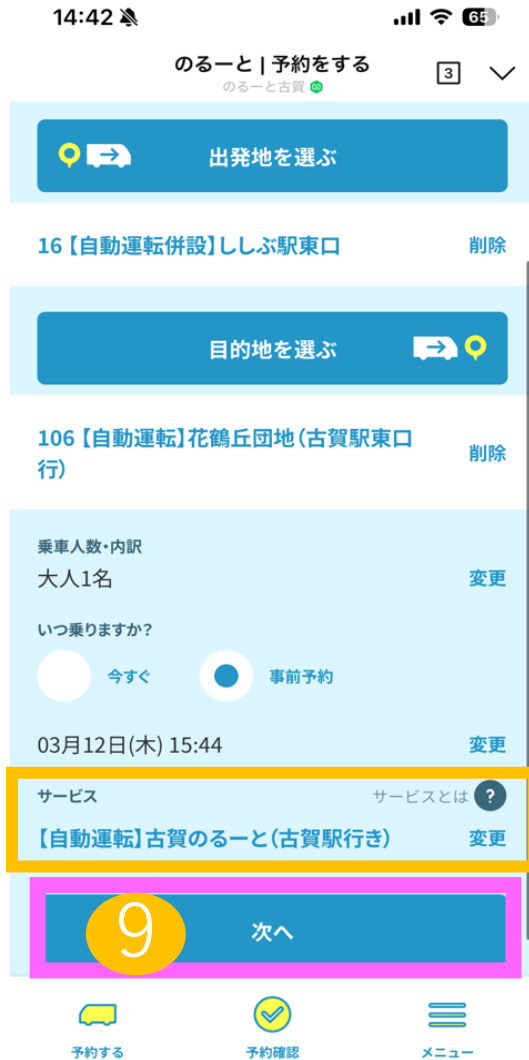 14:42
65
のるーと | 予約をする
のるーと古賀
3
出発地を選ぶ
16【自動運転併設】ししぶ駅東口 削除
目的地を選ぶ
106【自動運転】花鶴丘団地（古賀駅東口
行） 削除
乗車人数・内訳
大人1名 変更
いつ乗りますか？
今すぐ 事前予約
03月12日(木) 15:44 変更
サービス サービスとは ?
【自動運転】古賀のるーと（古賀駅行き） 変更
9 次へ
予約する 予約確認 メニュー